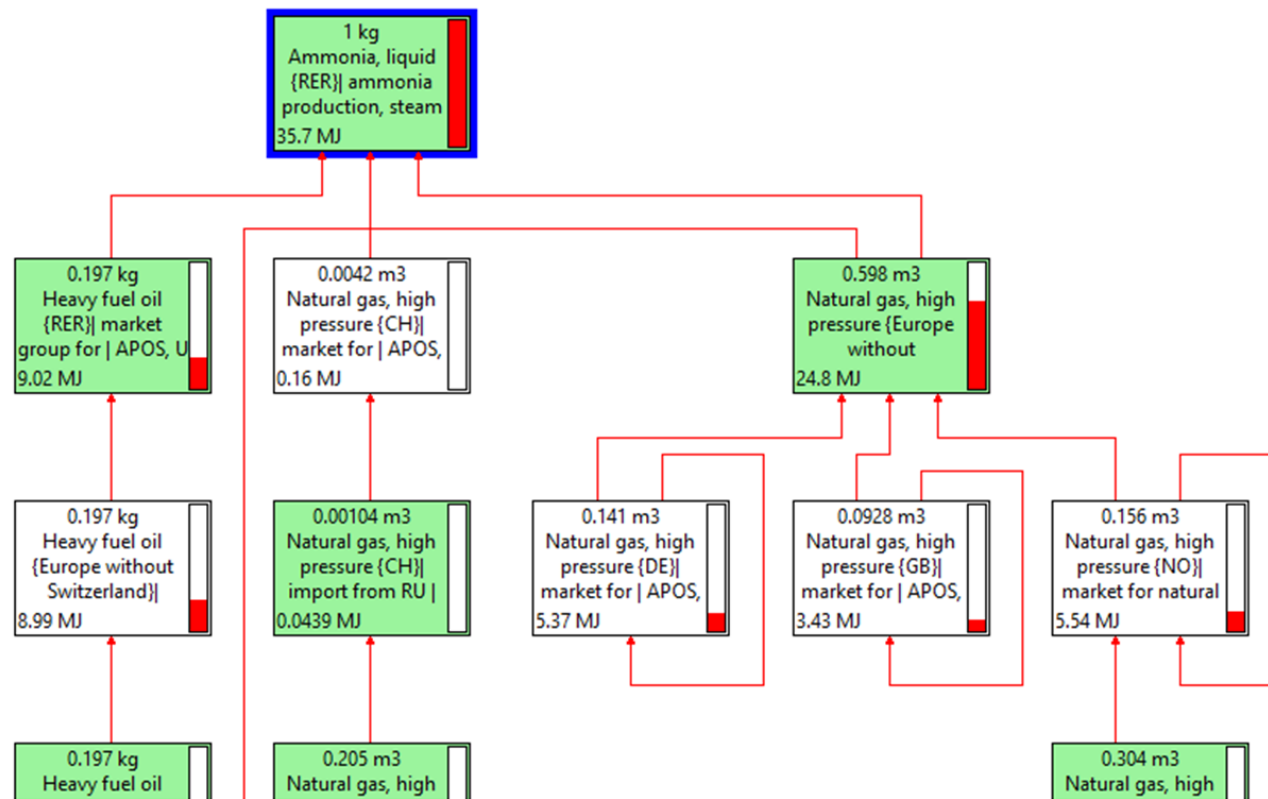 1 kg
Ammonia, liquid
{RER}| ammonia
production, steam
35.7 MJ
0.197 kg
Heavy fuel oil
{RER}| market
group for | APOS, U
9.02 MJ
0.0042 m3
Natural gas, high
pressure {CH}|
market for | APOS,
0.16 MJ
0.598 m3
Natural gas, high
pressure {Europe
without
24.8 MJ
0.197 kg
Heavy fuel oil
{Europe without
Switzerland}|
8.99 MJ
0.00104 m3
Natural gas, high
pressure {CH}|
import from RU |
0.0439 MJ
0.141 m3
Natural gas, high
pressure {DE}|
market for | APOS,
5.37 MJ
0.0928 m3
Natural gas, high
pressure {GB}|
market for | APOS,
3.43 MJ
0.156 m3
Natural gas, high
pressure {NO}|
market for natural
5.54 MJ
0.197 kg
Heavy fuel oil
0.205 m3
Natural gas, high
0.304 m3
Natural gas, high